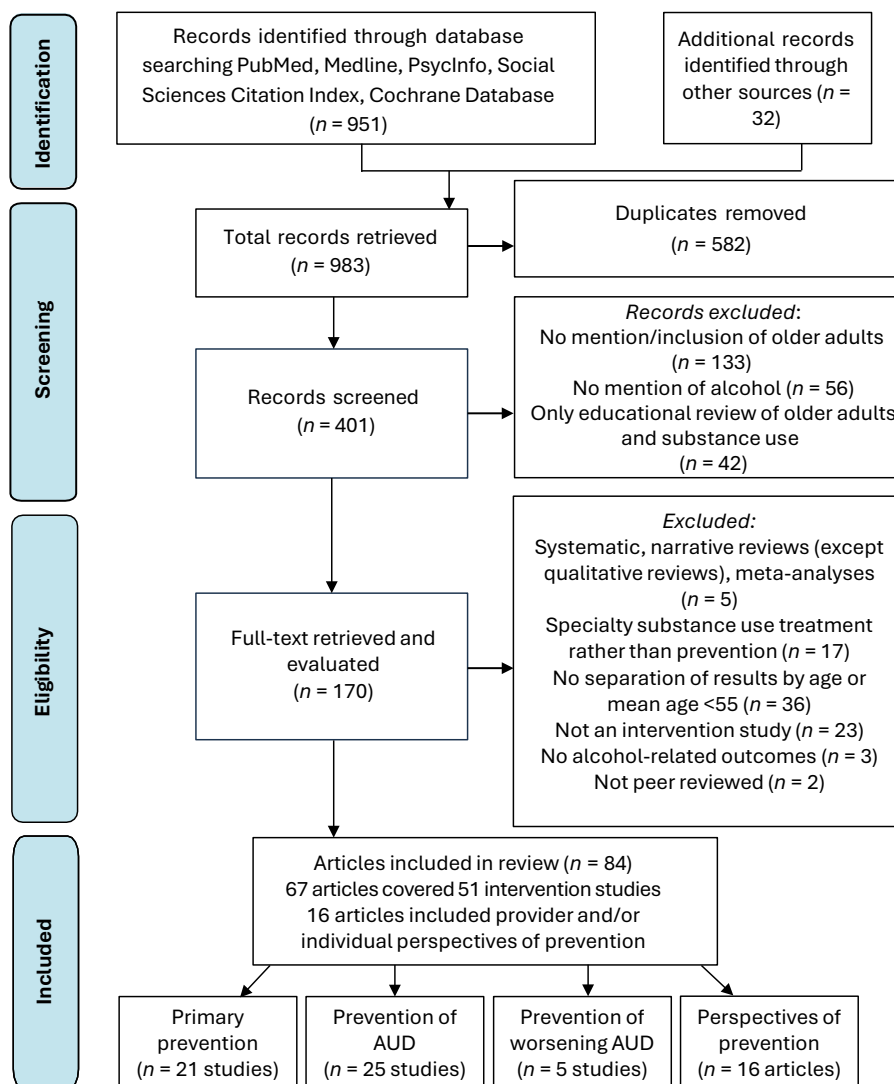 Identification
Records identified through database
searching PubMed, Medline, PsycInfo, Social
Sciences Citation Index, Cochrane Database
(n = 951)
Additional records
identified through
other sources (n =
32)
Screening
Total records retrieved
(n = 983)
Duplicates removed
(n = 582)
Records screened
(n = 401)
Records excluded:
No mention/inclusion of older adults
(n = 133)
No mention of alcohol (n = 56)
Only educational review of older adults
and substance use
(n = 42)
Eligibility
Full-text retrieved and
evaluated
(n = 170)
Excluded:
Systematic, narrative reviews (except
qualitative reviews), meta-analyses
(n = 5)
Specialty substance use treatment
rather than prevention (n = 17)
No separation of results by age or
mean age <55 (n = 36)
Not an intervention study (n = 23)
No alcohol-related outcomes (n = 3)
Not peer reviewed (n = 2)
Included
Articles included in review (n = 84)
67 articles covered 51 intervention studies
16 articles included provider and/or
individual perspectives of prevention
Primary
prevention
(n = 21 studies)
Prevention of
AUD
(n = 25 studies)
Prevention of
worsening AUD
(n = 5 studies)
Perspectives of
prevention
(n = 16 articles)